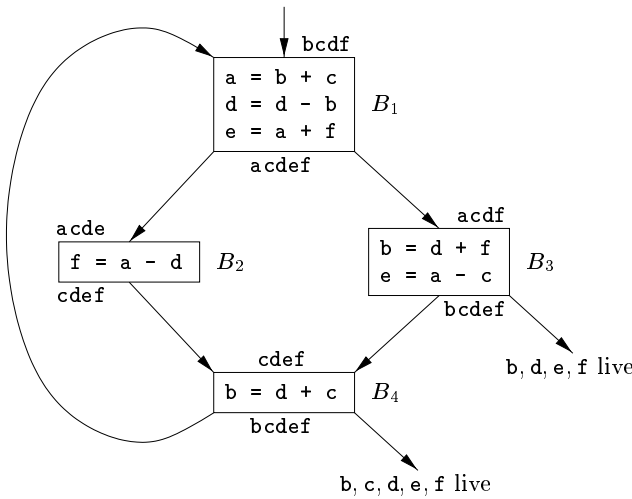 bcdf
a = b + c
d = d - b
e = a + f
B1
acdef
acde
f = a - d
B2
cdef
acdf
b = d + f
e = a - c
B3
bcdef
b, d, e, f live
cdef
b = d + c
B4
bcdef
b, c, d, e, f live